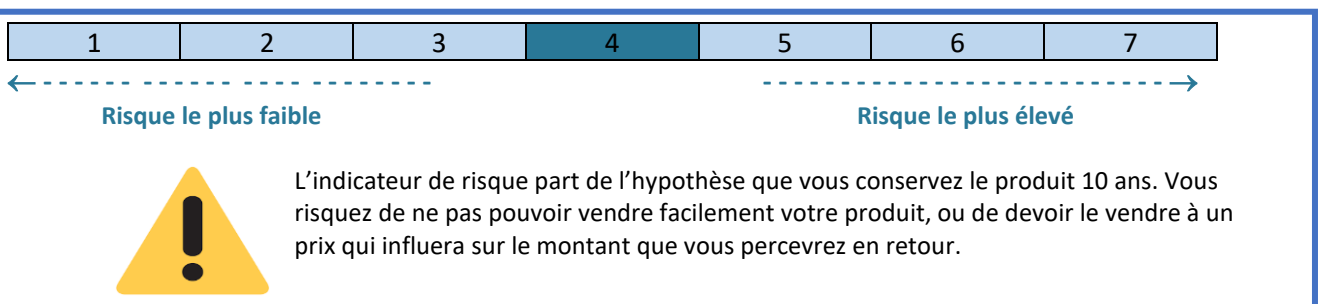 1 2 3 4 5 6 7
Risque le plus faible Risque le plus élevé
L’indicateur de risque part de l’hypothèse que vous conservez le produit 10 ans. Vous
risquez de ne pas pouvoir vendre facilement votre produit, ou de devoir le vendre à un
prix qui influera sur le montant que vous percevrez en retour.